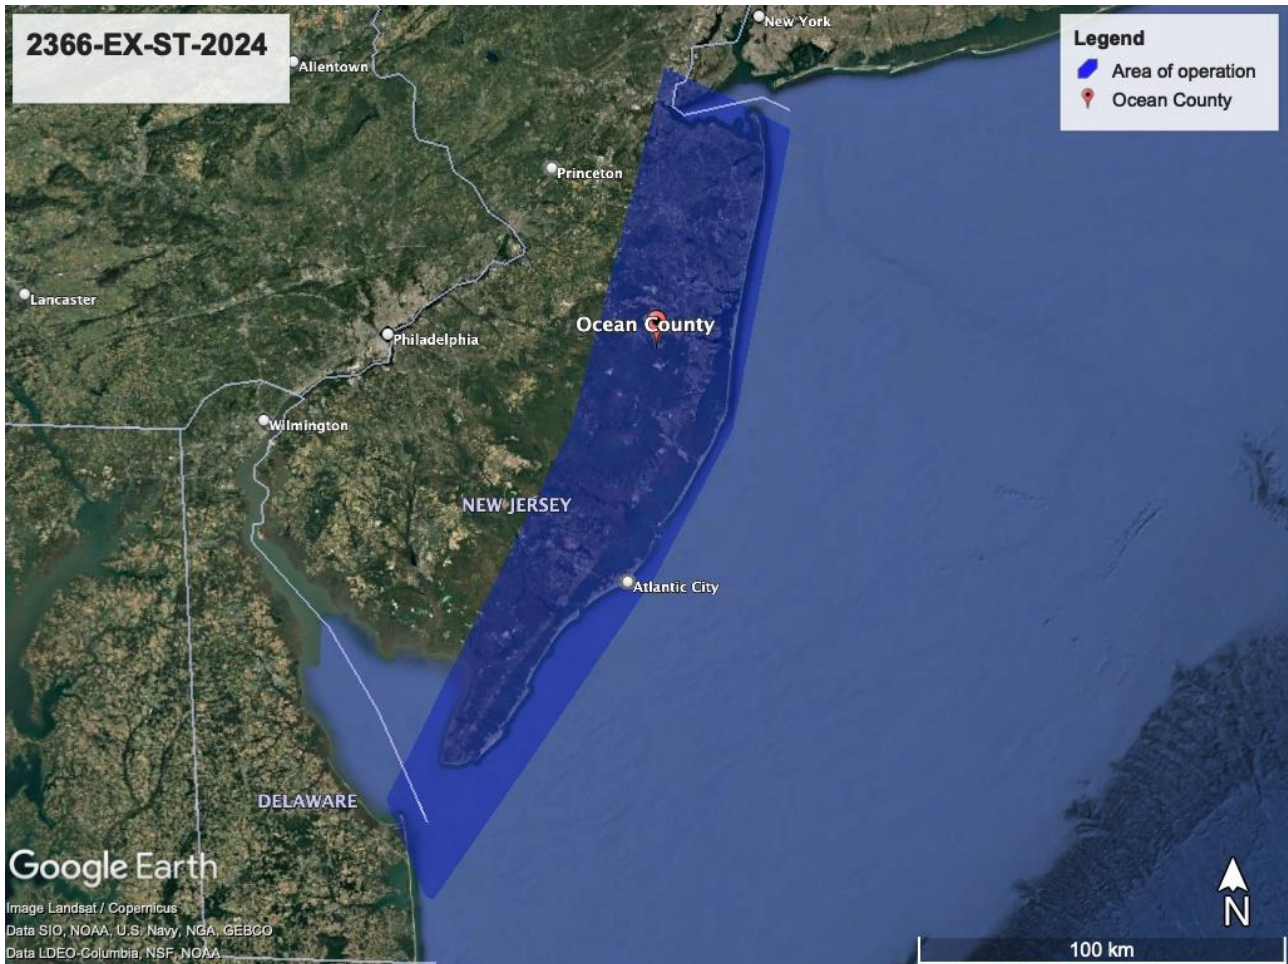 2366-EX-ST-2024
New York
Legend
Area of operation
Ocean County
Allentown
Princeton
Lancaster
Ocean County
Philadelphia
Wilmington
NEW JERSEY
Atlantic City
DELAWARE
Google Earth
Image Landsat / Copernicus
Data SIO, NOAA, U.S. Navy, NGA, GEBCO
Data LDEO-Columbia, NSF, NOAA
N
100 km